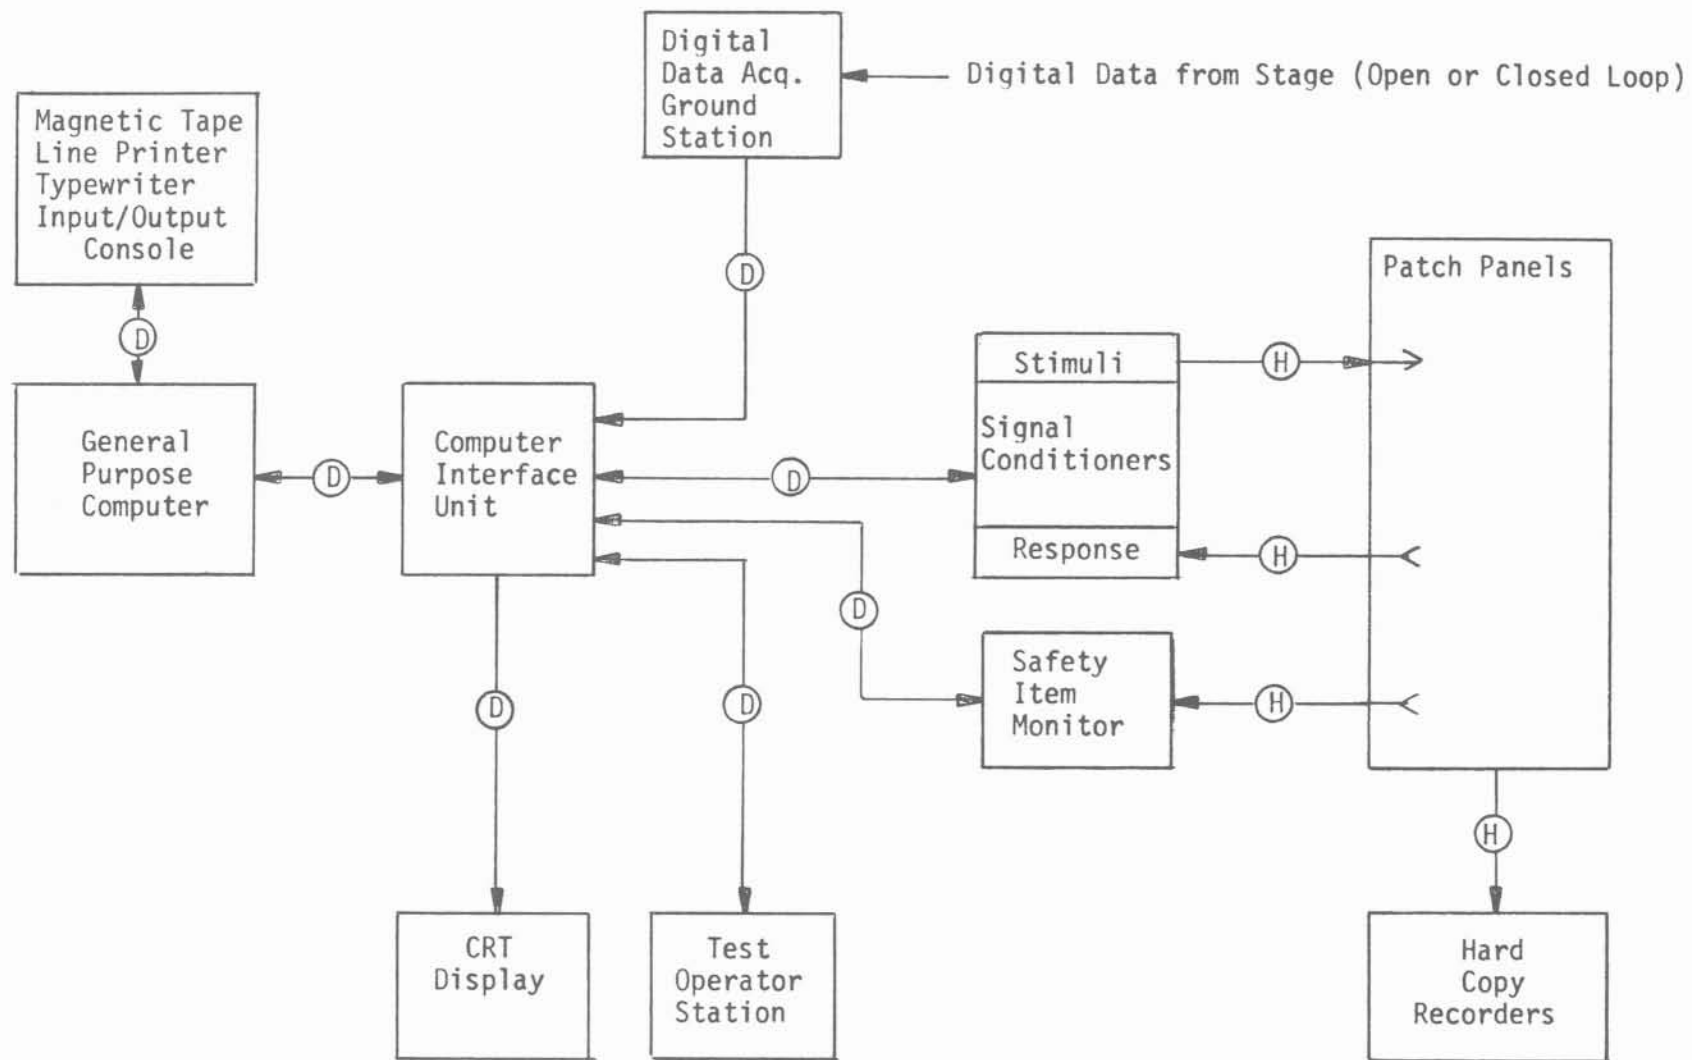 Digital
Data Acq.
Ground
Station
Digital Data from Stage (Open or Closed Loop)
Magnetic Tape
Line Printer
Typewriter
Input/Output
Console
D
D
Patch Panels
Stimuli
H
General
Purpose
Computer
D
Computer
Interface
Unit
D
Signal
Conditioners
Response
H
D
Safety
Item
Monitor
H
D
D
H
CRT
Display
Test
Operator
Station
Hard
Copy
Recorders